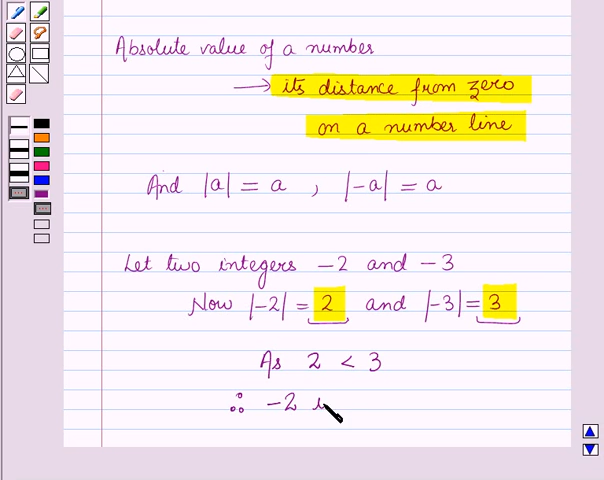 Absolute value of a number
→ its distance from zero
on a number line
And |a| = a , |-a| = a
Let two integers -2 and -3
Now |-2| = 2 and |-3| = 3
As 2 < 3
∴ -2